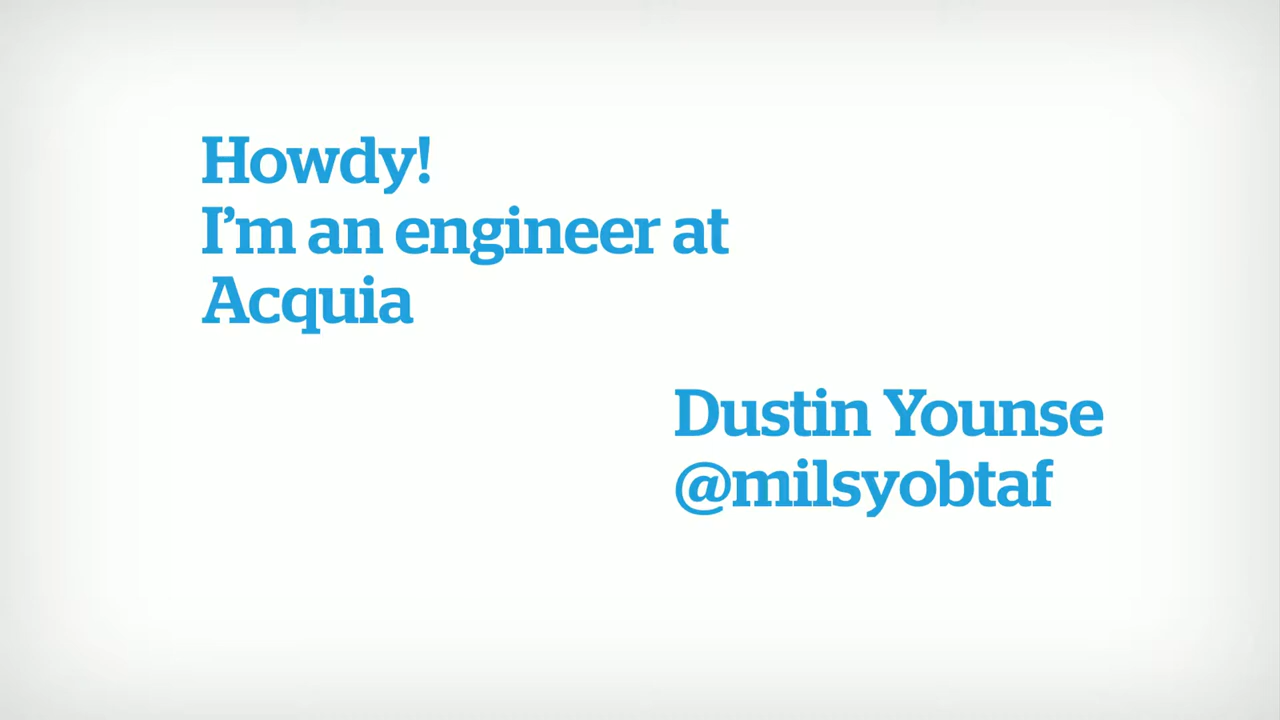 Howdy!
I’m an engineer at
Acquia
Dustin Younse
@milsyobtaf